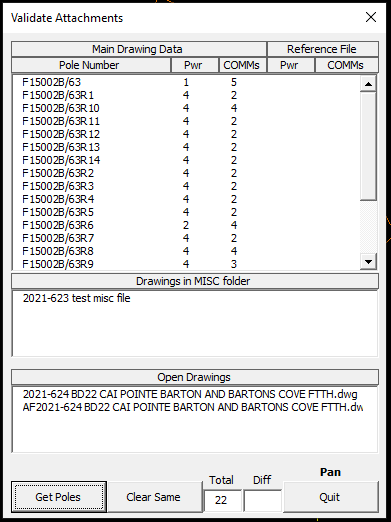 Validate Attachments
Main Drawing Data Reference File
Pole Number Pwr COMMs Pwr COMMs
F15002B/63 1 5
F15002B/63R1 4 2
F15002B/63R10 4 4
F15002B/63R11 4 2
F15002B/63R12 4 2
F15002B/63R13 4 2
F15002B/63R14 4 2
F15002B/63R2 4 2
F15002B/63R3 4 2
F15002B/63R4 4 2
F15002B/63R5 4 2
F15002B/63R6 2 4
F15002B/63R7 4 2
F15002B/63R8 4 4
F15002B/63R9 4 3
Drawings in MISC folder
2021-623 test misc file
Open Drawings
2021-624 BD22 CAI POINTE BARTON AND BARTONS COVE FTTH.dwg
AF2021-624 BD22 CAI POINTE BARTON AND BARTONS COVE FTTH.dw
Pan
Total Diff
Get Poles Clear Same 22 Quit